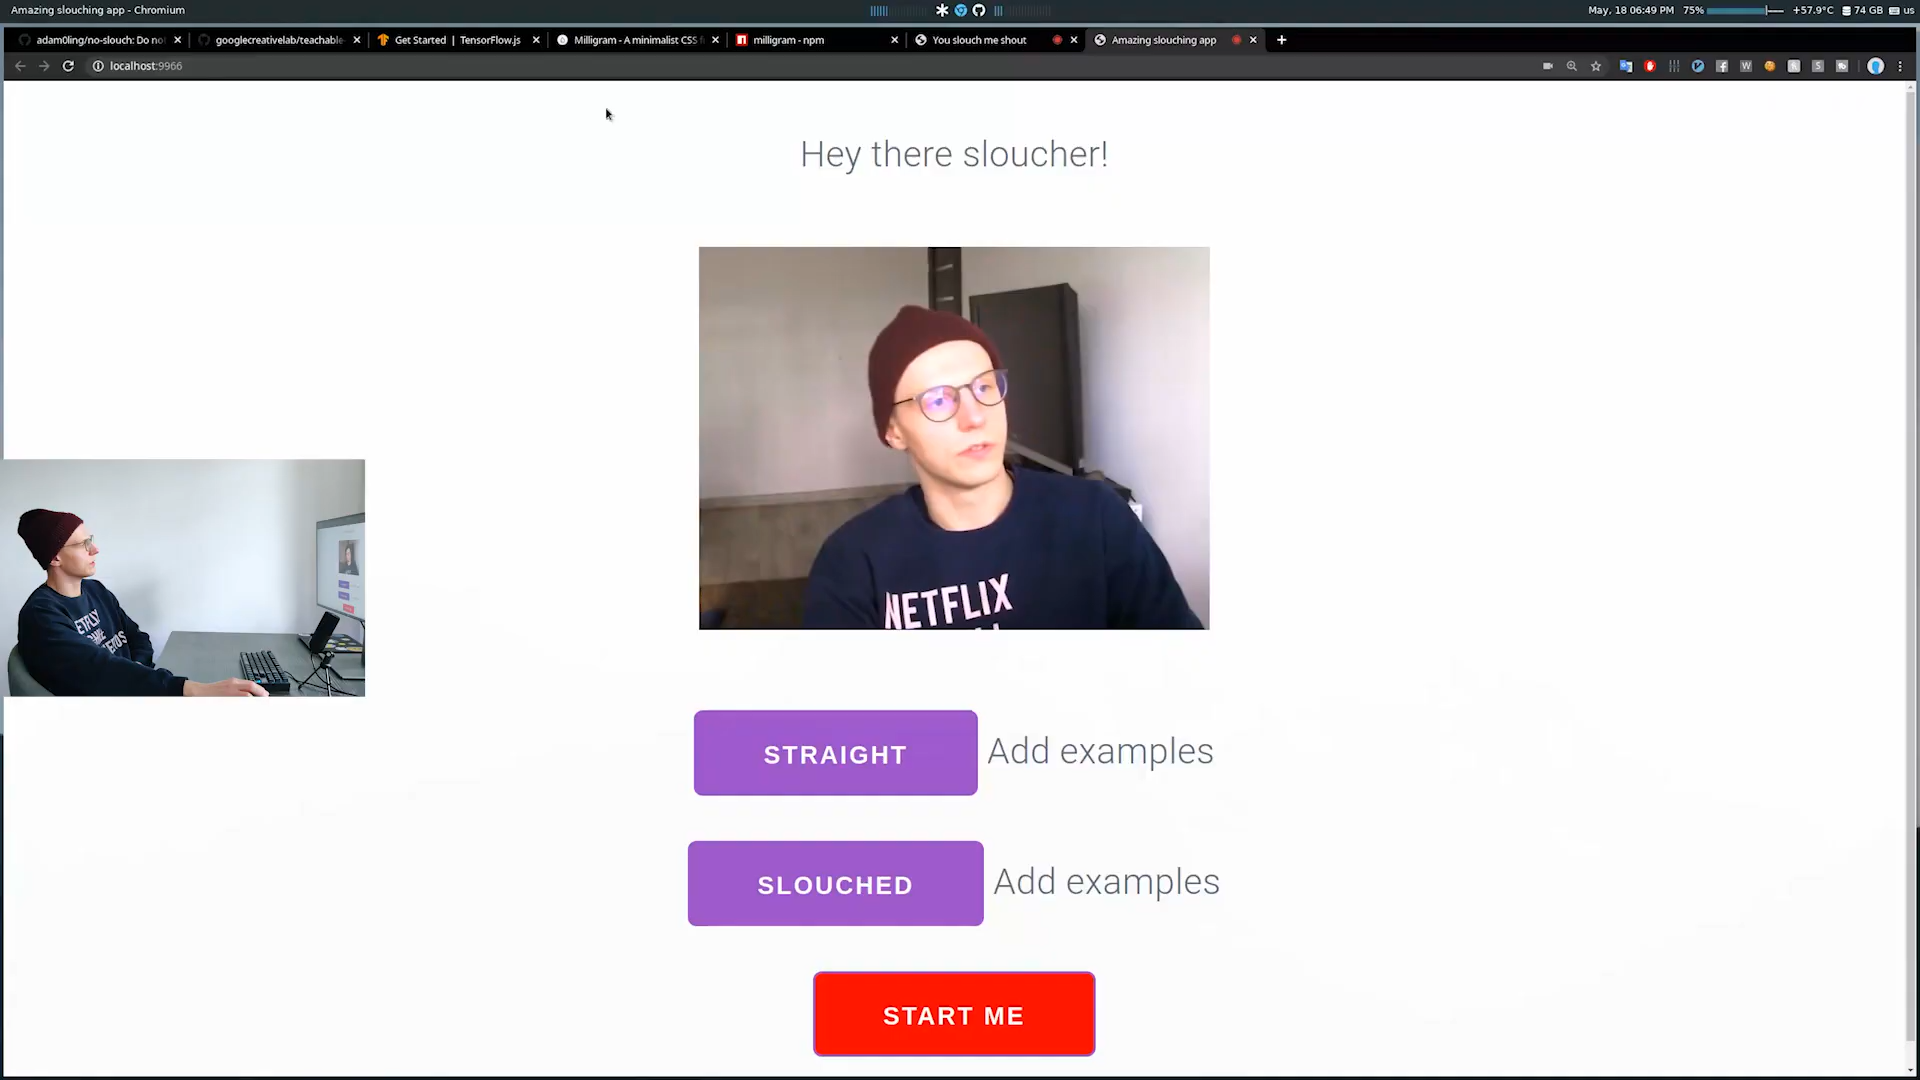 Amazing slouching app - Chromium
May, 18 06:49 PM 75% +57.9°C 74 GB us
adam0ling/no-slouch: Do no
googlecreativelab/teachable-
Get Started | TensorFlow.js
Milligram - A minimalist CSS f
milligram - npm
You slouch me shout
Amazing slouching app
localhost:9966
Hey there sloucher!
NETFLIX
ETFLIX
STRAIGHT Add examples
SLOUCHED Add examples
START ME